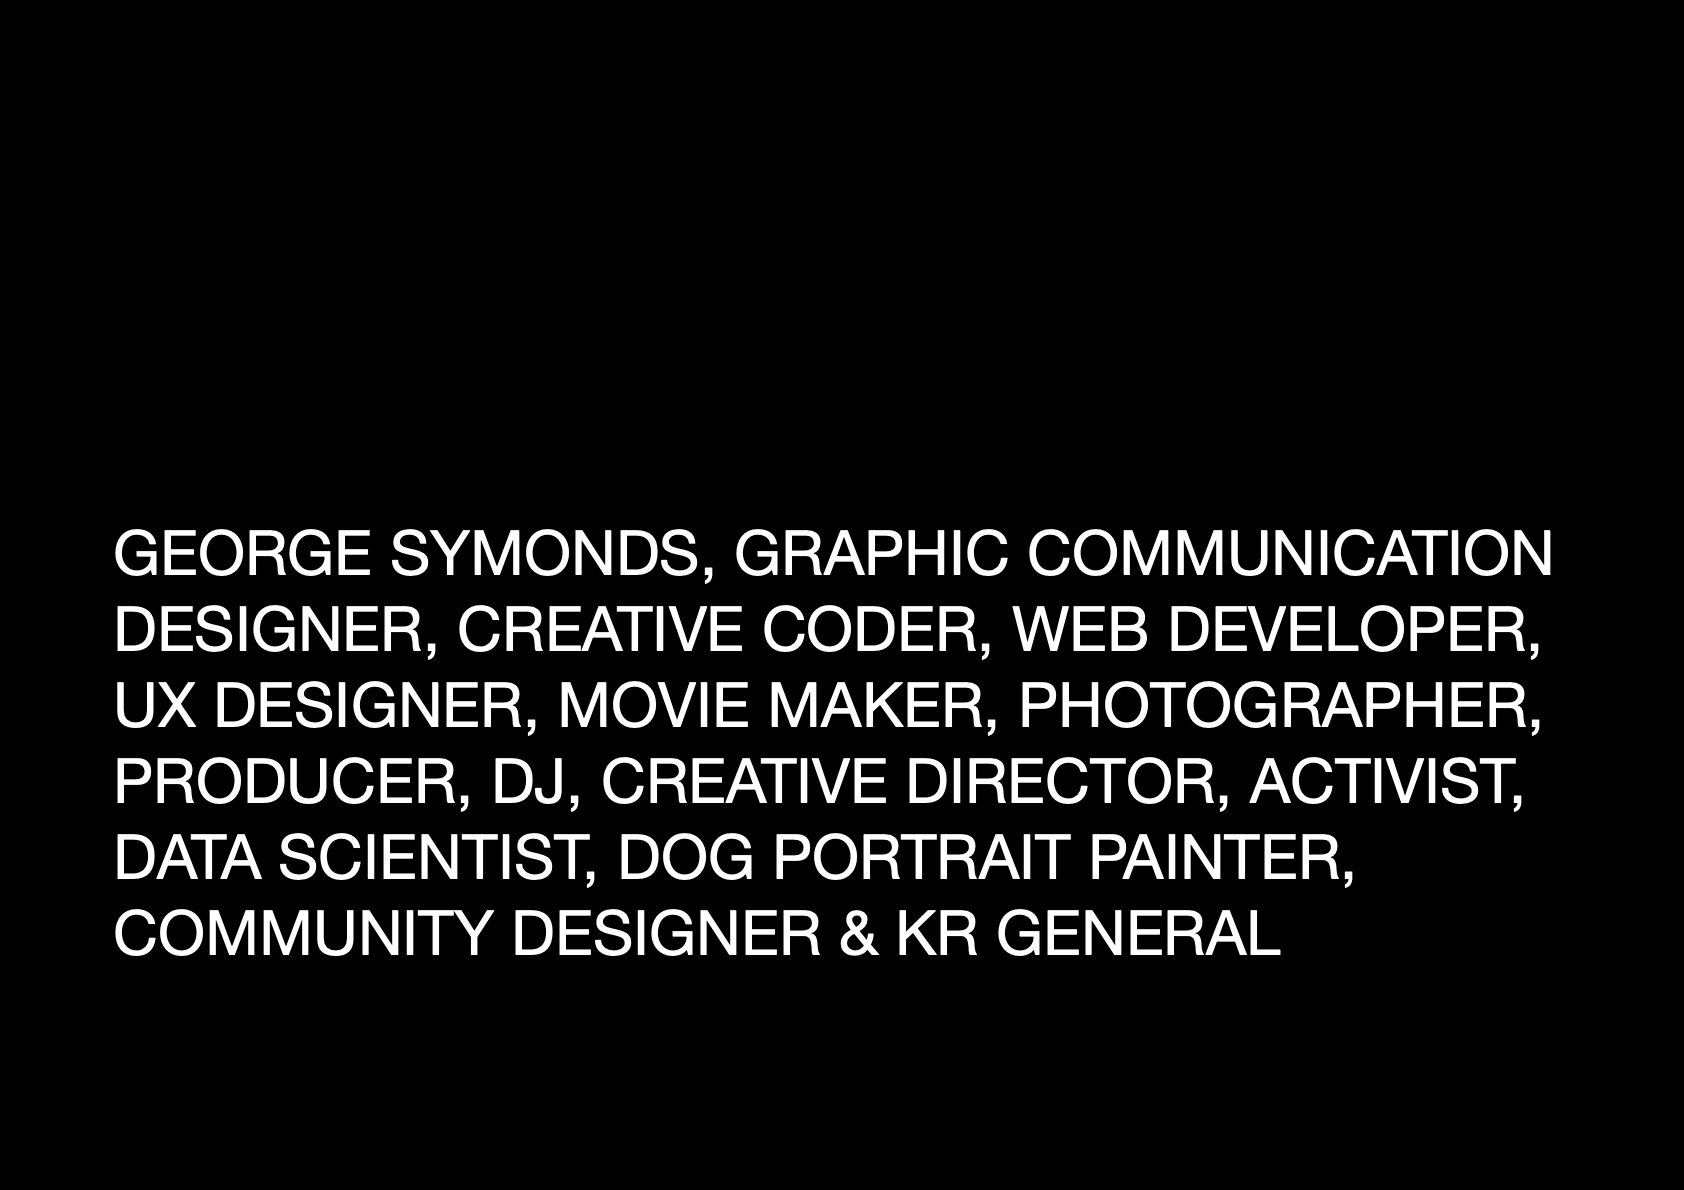 GEORGE SYMONDS, GRAPHIC COMMUNICATION
DESIGNER, CREATIVE CODER, WEB DEVELOPER,
UX DESIGNER, MOVIE MAKER, PHOTOGRAPHER,
PRODUCER, DJ, CREATIVE DIRECTOR, ACTIVIST,
DATA SCIENTIST, DOG PORTRAIT PAINTER,
COMMUNITY DESIGNER & KR GENERAL